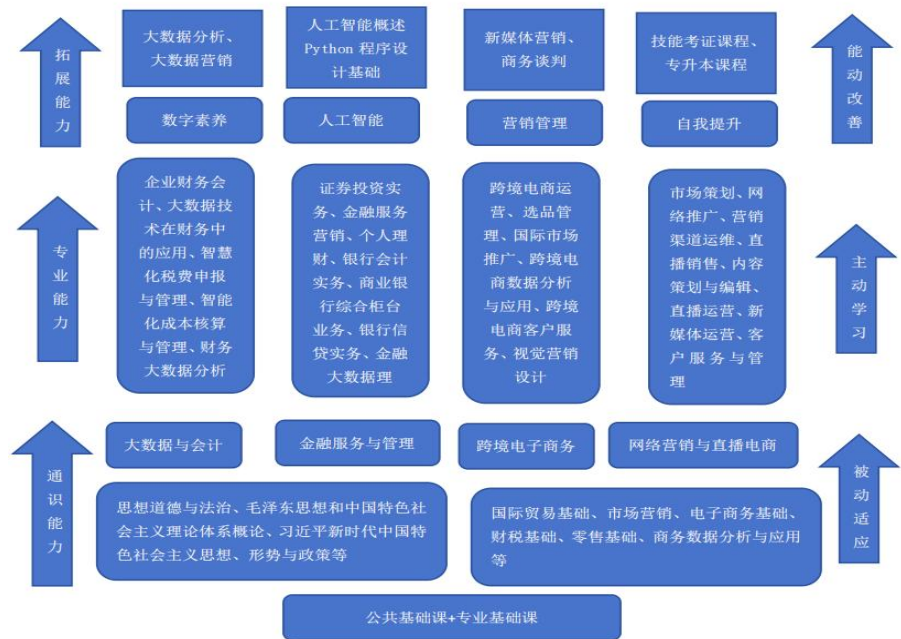 拓展能力
大数据分析、
大数据营销
人工智能概述
Python 程序设
计基础
新媒体营销、
商务谈判
技能考证课程、
专升本课程
能动改善
数字素养
人工智能
营销管理
自我提升
专业能力
企业财务会
计、大数据技
术在财务中
的应用、智慧
化税费申报
与管理、智能
化成本核算
与管理、财务
大数据分析
证券投资实
务、金融服务
营销、个人理
财、银行会计
实务、商业银
行综合柜台
业务、银行信
贷实务、金融
大数据理
跨境电商运
营、选品管
理、国际市场
推广、跨境电
商数据分析
与应用、跨境
电商客户服
务、视觉营销
设计
市场策划、网
络推广、营销
渠道运维、直
播销售、内容
策划与编辑、
直播运营、新
媒体运营、客
户服务与管
理
主动学习
通识能力
大数据与会计
金融服务与管理
跨境电子商务
网络营销与直播电商
被动适应
思想道德与法治、毛泽东思想和中国特色社
会主义理论体系概论、习近平新时代中国特
色社会主义思想、形势与政策等
国际贸易基础、市场营销、电子商务基础、
财税基础、零售基础、商务数据分析与应用
等
公共基础课+专业基础课